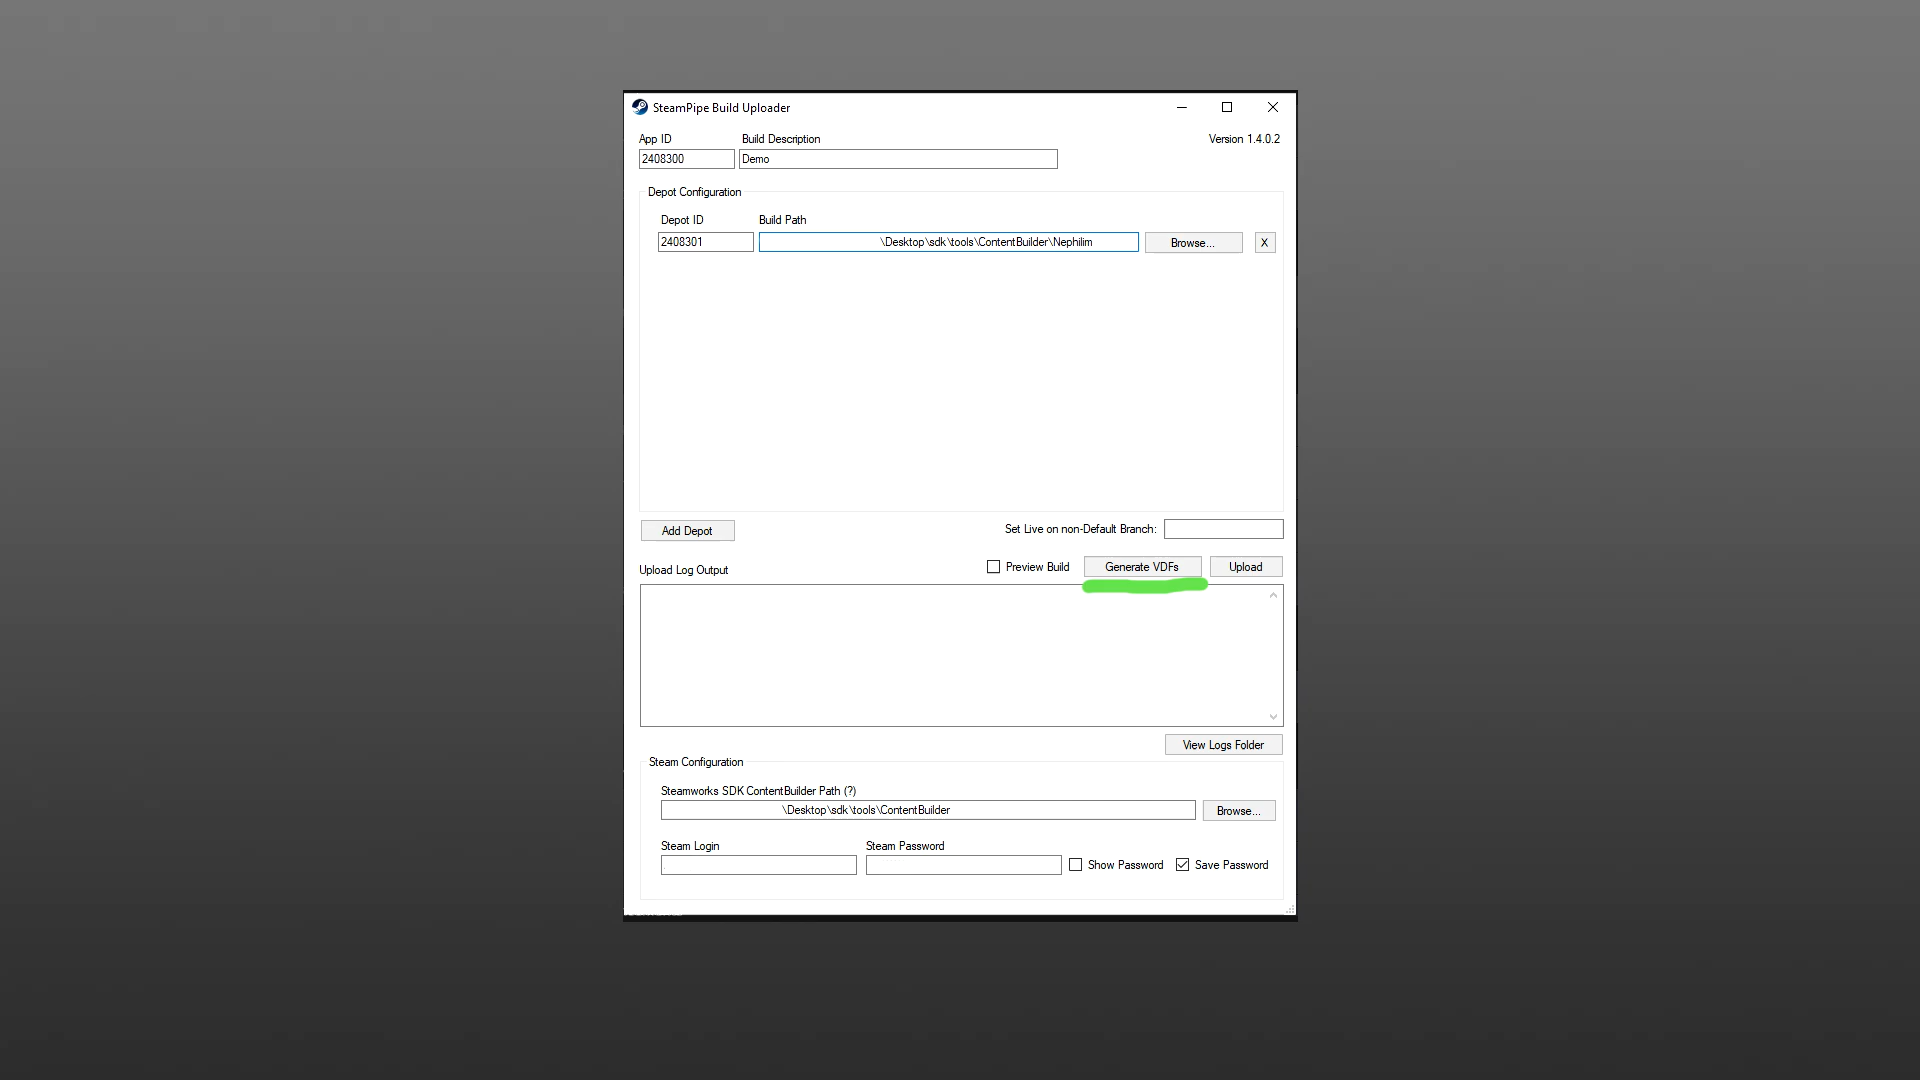 SteamPipe Build Uploader
App ID Build Description Version 1.4.0.2
2408300 Demo
Depot Configuration
Depot ID Build Path
2408301 \Desktop\sdk\tools\ContentBuilder\Nephilim Browse... X
Add Depot Set Live on non-Default Branch:
Upload Log Output Preview Build Generate VDFs Upload
View Logs Folder
Steam Configuration
Steamworks SDK ContentBuilder Path (?)
\Desktop\sdk\tools\ContentBuilder Browse...
Steam Login Steam Password
Show Password Save Password